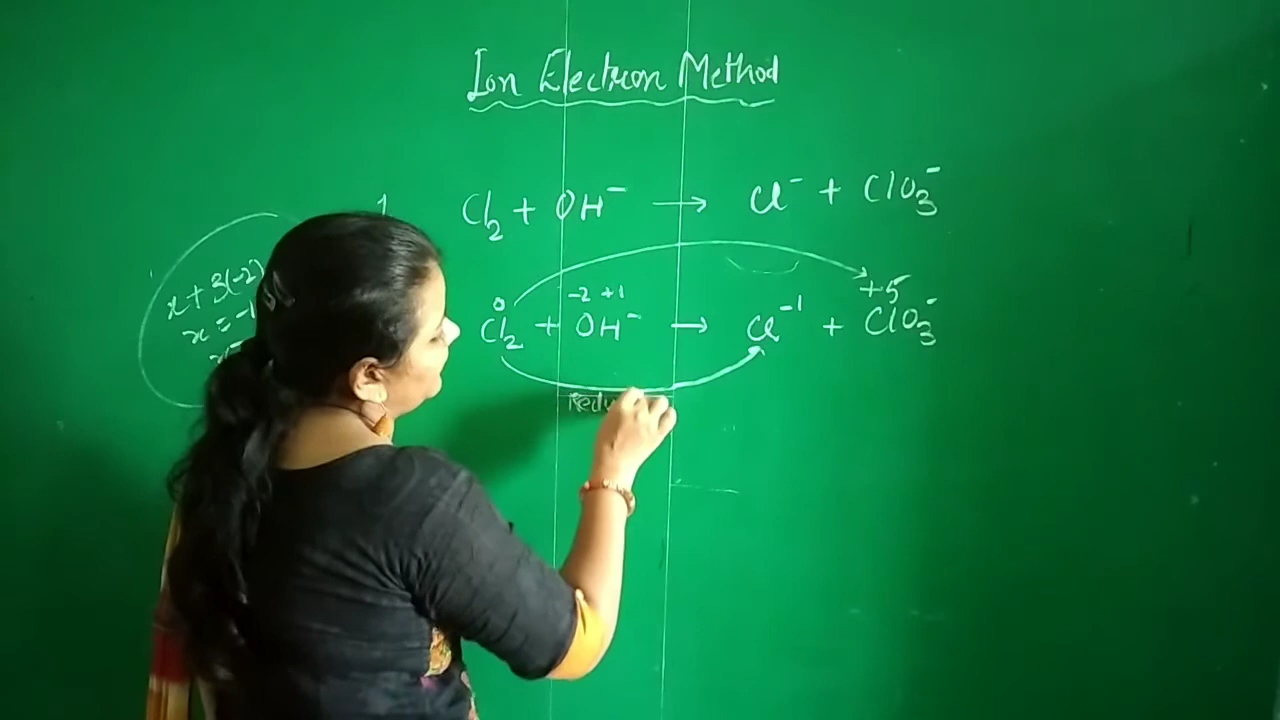 Ion Electron Method
1 Cl₂ + OH⁻ → Cl⁻ + ClO₃⁻
x + 3(-2)
x = -1
0 -2 +1 +5
Cl₂ + OH⁻ → Cl⁻¹ + ClO₃⁻